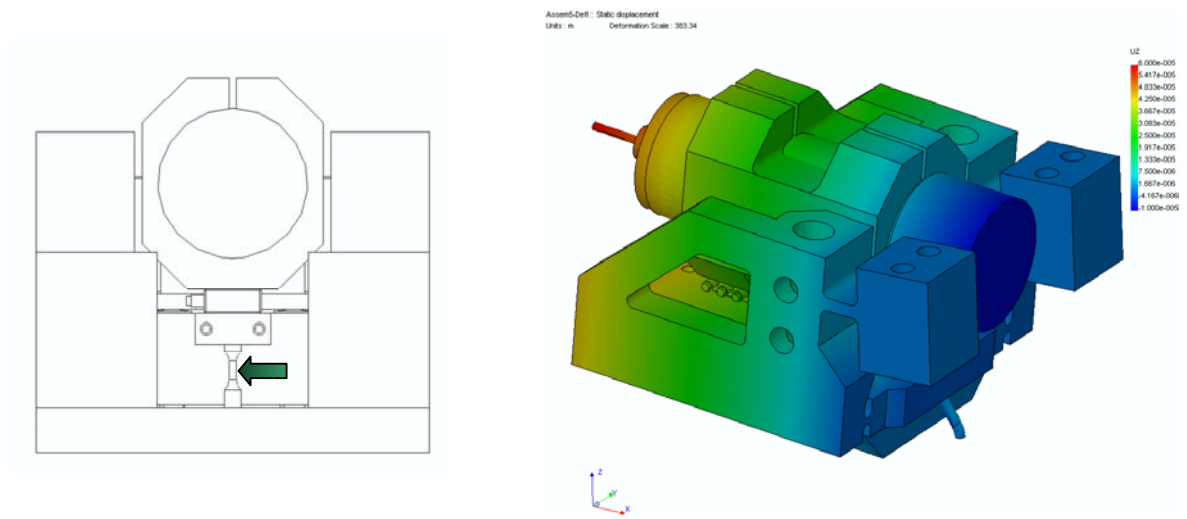 Assem5-Defl :: Static displacement
Units : m Deformation Scale : 383.34
UZ
6.000e-005
5.417e-005
4.833e-005
4.250e-005
3.667e-005
3.083e-005
2.500e-005
1.917e-005
1.333e-005
7.500e-006
1.667e-006
-4.167e-006
-1.000e-005
Z
Y
X